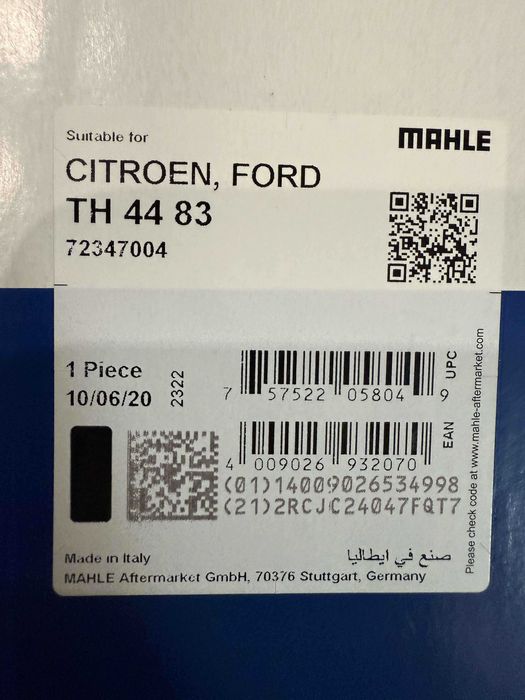 Suitable for
MAHLE
CITROEN, FORD
TH 44 83
72347004
1 Piece
10/06/20
2322
7 57522 05804 9
UPC
4 009026 932070
EAN
(01)14009026534998
(21)2RCJC24047FQT7
Please check code at www.mahle-aftermarket.com
Made in Italy
صنع في ايطاليا
MAHLE Aftermarket GmbH, 70376 Stuttgart, Germany